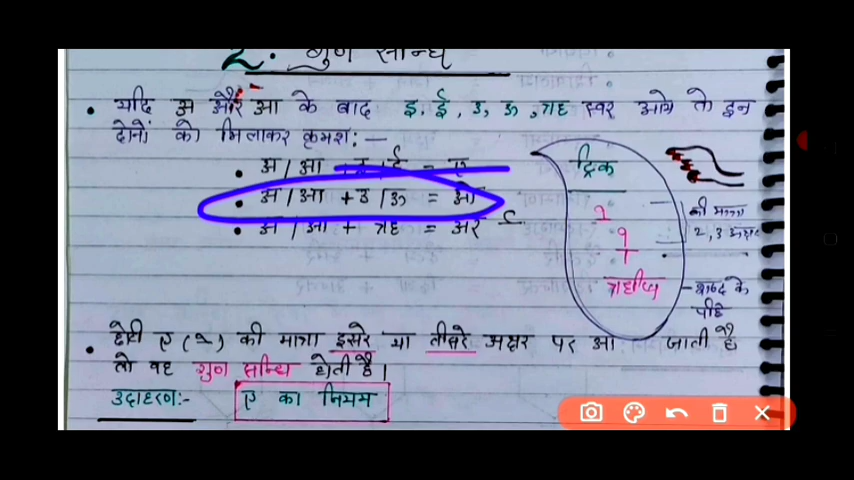 2. गुण सन्धि
• यदि अ और आ के बाद इ, ई, उ, ऊ, ऋ स्वर आये तो इन
दोनों को मिलाकर क्रमशः —
• अ/आ + इ/ई = ए
• अ/आ + उ/ऊ = ओ
• अ/आ + ऋ = अर
ट्रिक
की मात्रा
2, 3 अक्षर
शब्द के
पीछे
• छोटी ए (े) की मात्रा दूसरे या तीसरे अक्षर पर आ जाती है
तो वह गुण सन्धि होती है।
उदाहरण:- ए का नियम